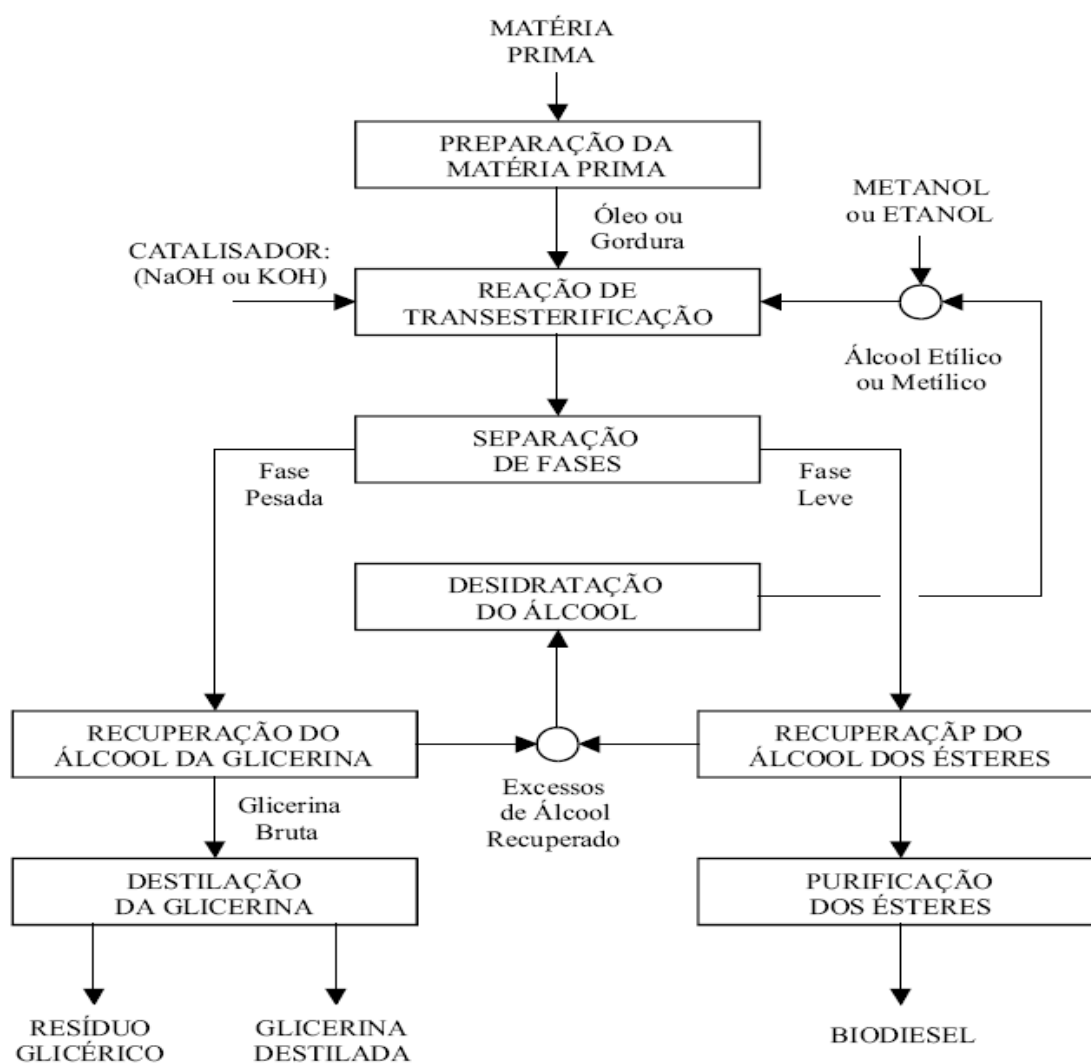 MATÉRIA
PRIMA
PREPARAÇÃO DA
MATÉRIA PRIMA
Óleo ou
Gordura
METANOL
ou ETANOL
CATALISADOR:
(NaOH ou KOH)
REAÇÃO DE
TRANSESTERIFICAÇÃO
Álcool Etílico
ou Metílico
SEPARAÇÃO
DE FASES
Fase
Pesada
Fase
Leve
DESIDRATAÇÃO
DO ÁLCOOL
RECUPERAÇÃO DO
ÁLCOOL DA GLICERINA
RECUPERAÇÃp DO
ÁLCOOL DOS ÉSTERES
Glicerina
Bruta
Excessos
de Álcool
Recuperado
DESTILAÇÃO
DA GLICERINA
PURIFICAÇÃO
DOS ÉSTERES
RESÍDUO
GLICÉRICO
GLICERINA
DESTILADA
BIODIESEL